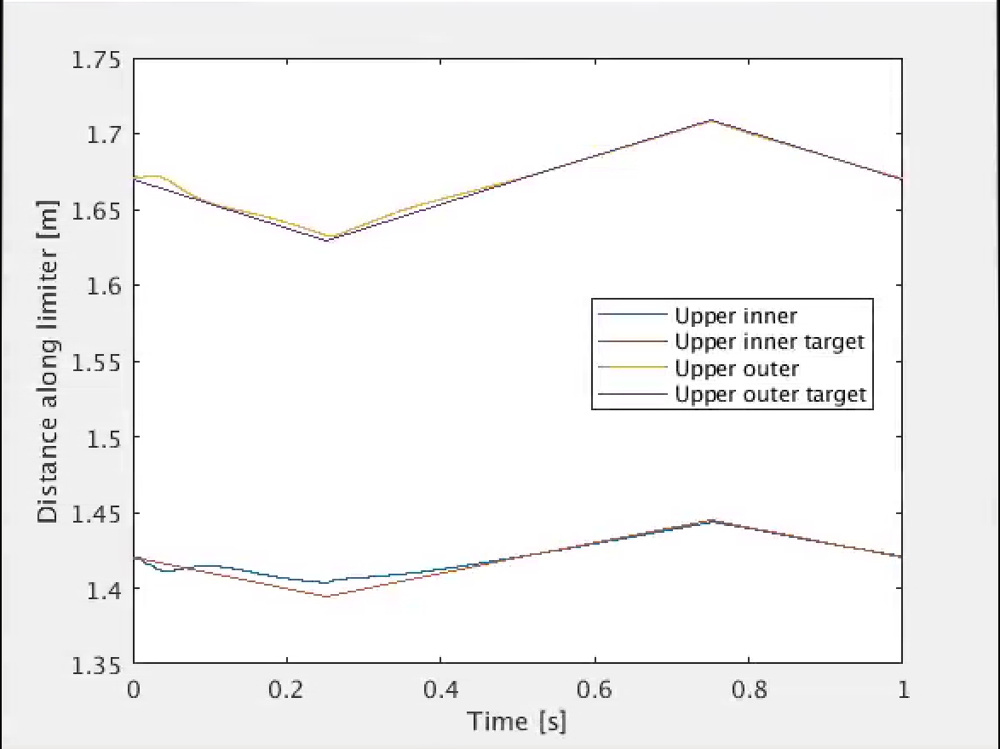 1.75
1.7
1.65
1.6
1.55
1.5
1.45
1.4
1.35
Distance along limiter [m]
Upper inner
Upper inner target
Upper outer
Upper outer target
0 0.2 0.4 0.6 0.8 1
Time [s]